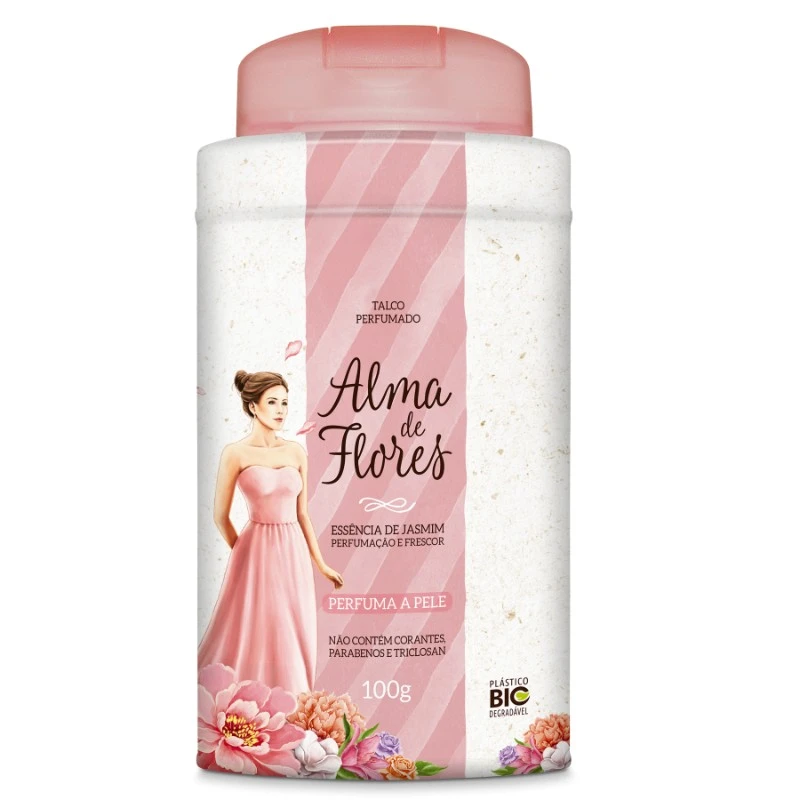 TALCO
PERFUMADO
Alma
de
Flores
ESSÊNCIA DE JASMIM
PERFUMAÇÃO E FRESCOR
PERFUMA A PELE
NÃO CONTÉM CORANTES,
PARABENOS E TRICLOSAN
100g
PLÁSTICO
BIO
DEGRADÁVEL